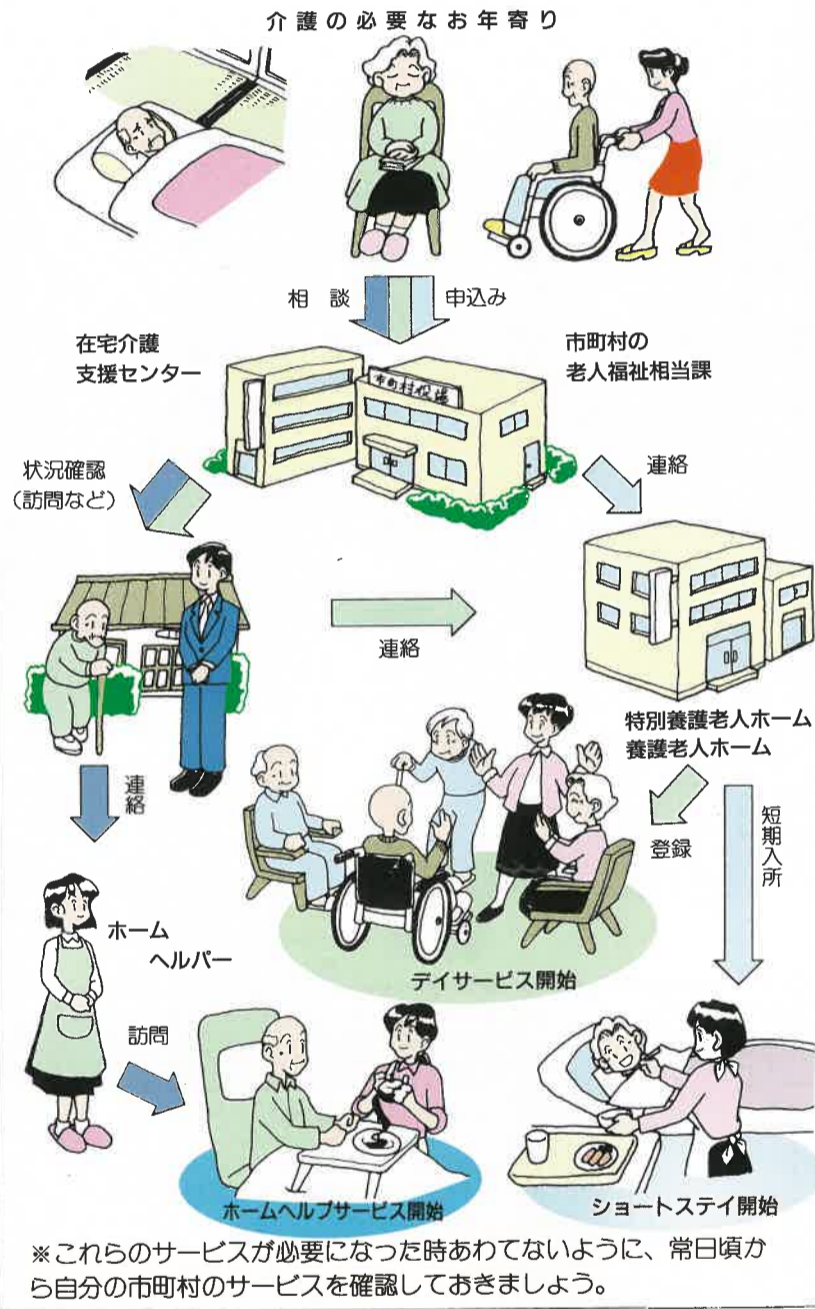 介護の必要なお年寄り
相談
申込み
在宅介護
支援センター
市町村の
老人福祉相当課
市町村役場
状況確認
(訪問など)
連絡
連絡
特別養護老人ホーム
養護老人ホーム
連絡
登録
短期入所
ホーム
ヘルパー
デイサービス開始
訪問
ホームヘルプサービス開始
ショートステイ開始
※これらのサービスが必要になった時あわてないように、常日頃か
ら自分の市町村のサービスを確認しておきましょう。